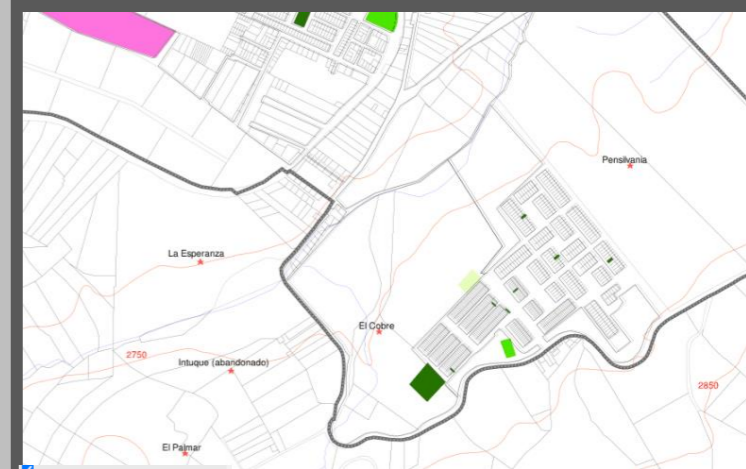 Pensilvania
La Esperanza
El Cobre
2750
Intuque (abandonado)
2850
El Palmar